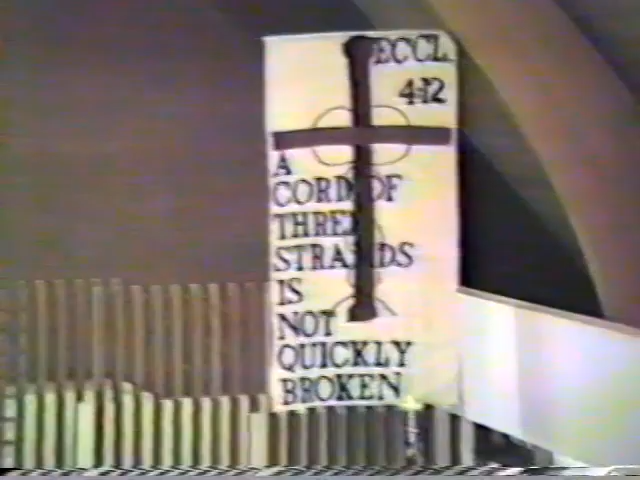 ECCL
4:12
A
CORD OF
THREE
STRANDS
IS
NOT
QUICKLY
BROKEN